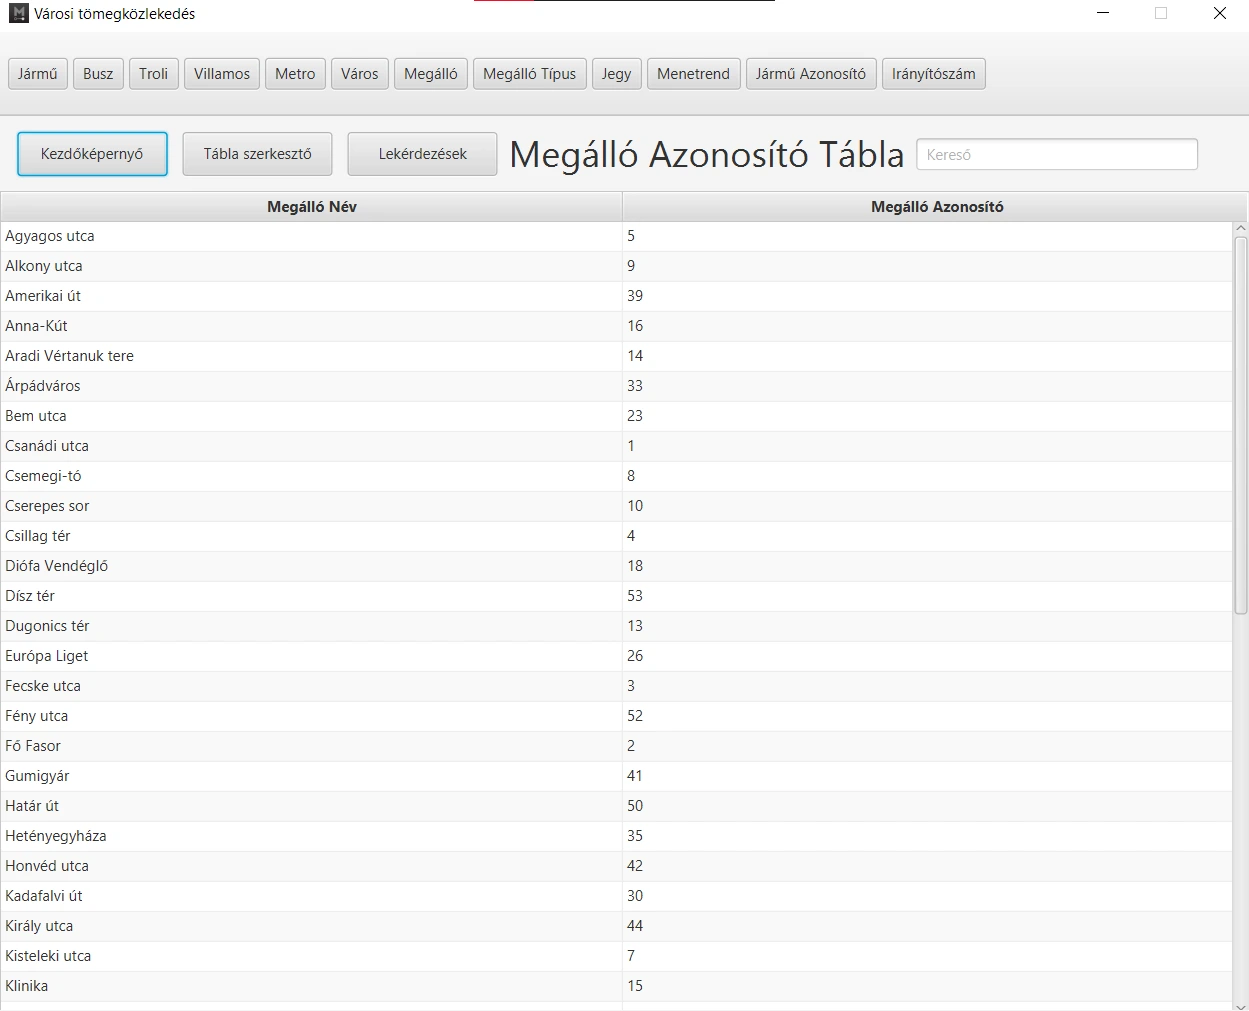 Városi tömegközlekedés
Jármű Busz Troli Villamos Metro Város Megálló Megálló Típus Jegy Menetrend Jármű Azonosító Irányítószám
Kezdőképernyő Tábla szerkesztő Lekérdezések Megálló Azonosító Tábla Kereső
Megálló Név Megálló Azonosító
Agyagos utca 5
Alkony utca 9
Amerikai út 39
Anna-Kút 16
Aradi Vértanuk tere 14
Árpádváros 33
Bem utca 23
Csanádi utca 1
Csemegi-tó 8
Cserepes sor 10
Csillag tér 4
Diófa Vendéglő 18
Dísz tér 53
Dugonics tér 13
Európa Liget 26
Fecske utca 3
Fény utca 52
Fő Fasor 2
Gumigyár 41
Határ út 50
Hetényegyháza 35
Honvéd utca 42
Kadafalvi út 30
Király utca 44
Kisteleki utca 7
Klinika 15